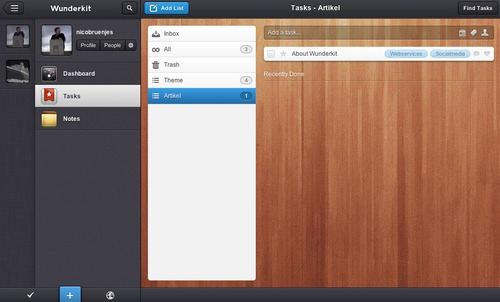 Wunderkit
Add List
Tasks - Artikel
Find Tasks
nicobruenjes
Profile
People
Dashboard
Tasks
Notes
Inbox
All 3
Trash
Theme 4
Artikel 1
Add a task...
About Wunderkit Webservices Socialmedia
Recently Done